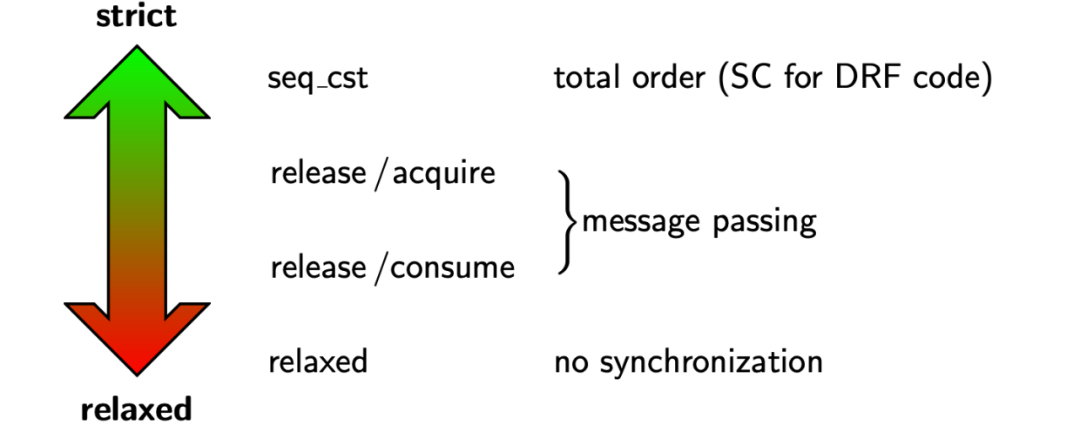 strict
seq_cst total order (SC for DRF code)
release/acquire
message passing
release/consume
relaxed no synchronization
relaxed